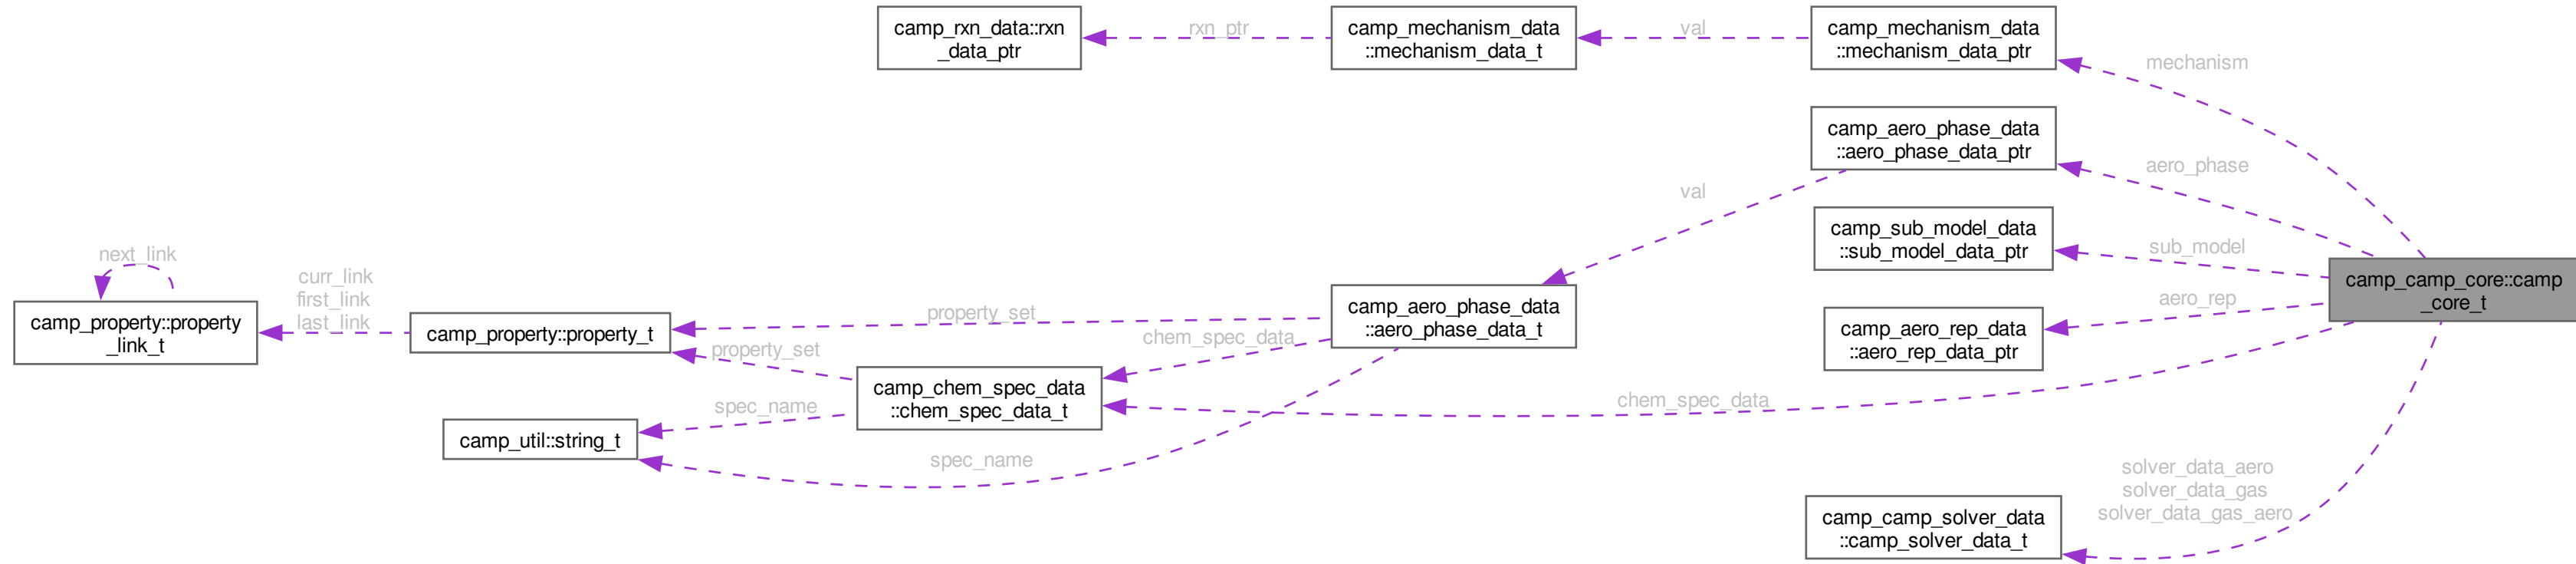 camp_rxn_data::rxn
_data_ptr
rxn_ptr
camp_mechanism_data
::mechanism_data_t
val
camp_mechanism_data
::mechanism_data_ptr
mechanism
camp_aero_phase_data
::aero_phase_data_ptr
aero_phase
val
camp_sub_model_data
::sub_model_data_ptr
sub_model
camp_camp_core::camp
_core_t
next_link
camp_property::property
_link_t
curr_link
first_link
last_link
camp_property::property_t
property_set
property_set
chem_spec_data
camp_aero_phase_data
::aero_phase_data_t
camp_aero_rep_data
::aero_rep_data_ptr
aero_rep
camp_chem_spec_data
::chem_spec_data_t
chem_spec_data
spec_name
camp_util::string_t
spec_name
solver_data_aero
solver_data_gas
solver_data_gas_aero
camp_camp_solver_data
::camp_solver_data_t